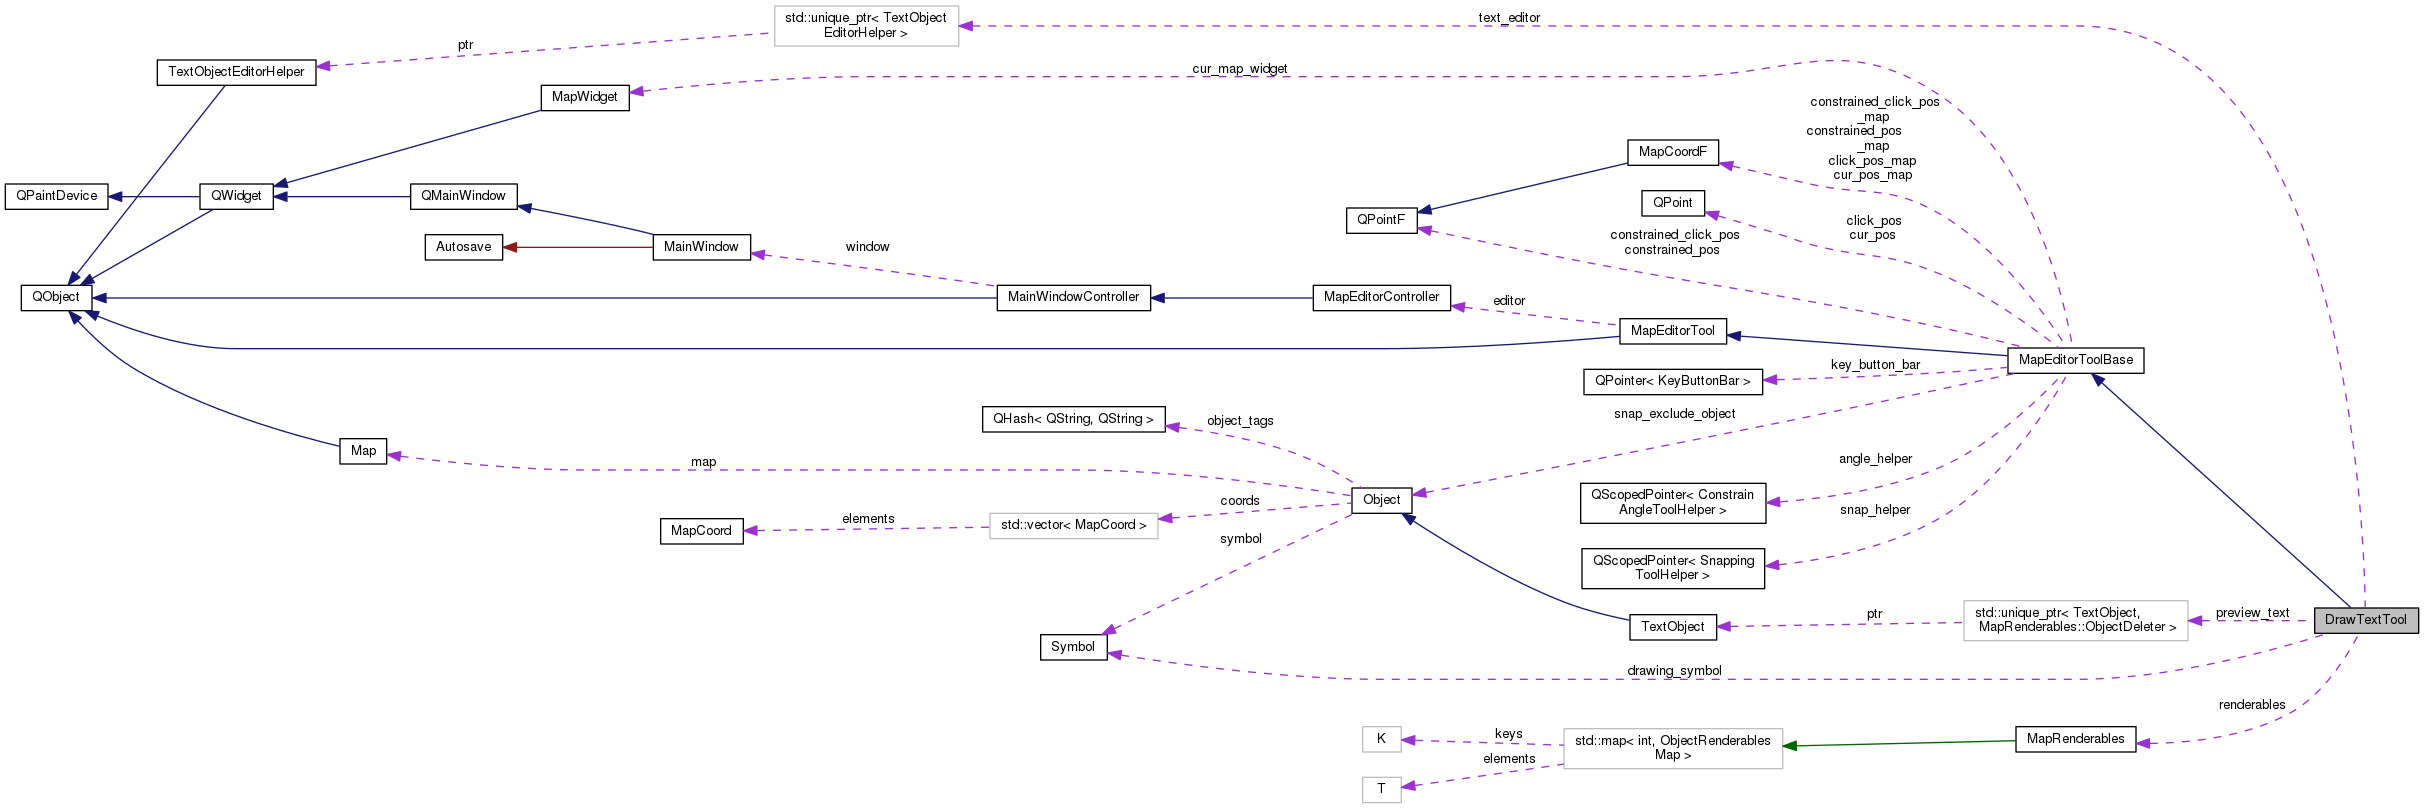 std::unique_ptr< TextObject
EditorHelper >
text_editor
ptr
TextObjectEditorHelper
cur_map_widget
MapWidget
constrained_click_pos
_map
constrained_pos
_map
click_pos_map
cur_pos_map
MapCoordF
QPaintDevice
QWidget
QMainWindow
QPoint
QPointF
click_pos
cur_pos
constrained_click_pos
constrained_pos
Autosave
MainWindow
window
QObject
MainWindowController
MapEditorController
editor
MapEditorTool
MapEditorToolBase
key_button_bar
QPointer< KeyButtonBar >
snap_exclude_object
QHash< QString, QString >
object_tags
Map
map
angle_helper
QScopedPointer< Constrain
AngleToolHelper >
Object
coords
snap_helper
MapCoord
elements
std::vector< MapCoord >
symbol
QScopedPointer< Snapping
ToolHelper >
TextObject
ptr
std::unique_ptr< TextObject,
MapRenderables::ObjectDeleter >
preview_text
DrawTextTool
Symbol
drawing_symbol
renderables
K
keys
std::map< int, ObjectRenderables
Map >
MapRenderables
elements
T